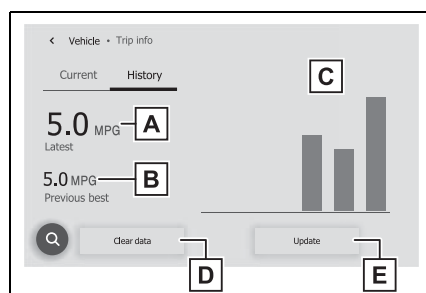 Vehicle • Trip info
Current History
C
5.0 MPG A
Latest
5.0 MPG B
Previous best
Clear data Update
D E